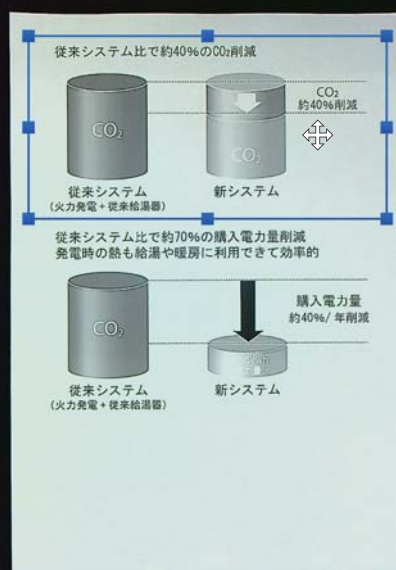 従来システム比で約40%のCO₂削減
CO₂
約40%削減
CO₂
CO₂
従来システム
(火力発電+従来給湯器)
新システム
従来システム比で約70%の購入電力量削減
発電時の熱も給湯や暖房に利用できて効率的
CO₂
購入電力量
約40%/年削減
従来システム
(火力発電+従来給湯器)
新システム